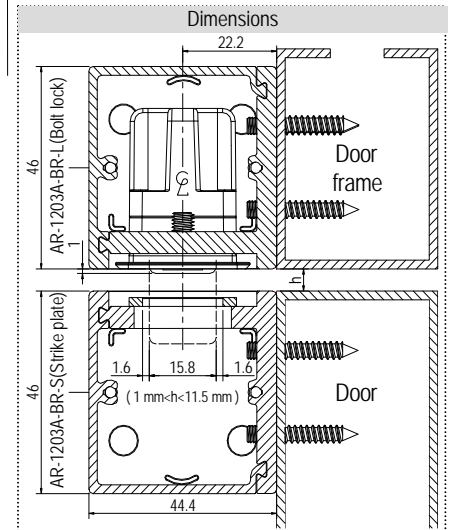 Dimensions
22.2
46
AR-1203A-BR-L(Bolt lock)
Door
frame
℄
1
h
46
AR-1203A-BR-S(Strike plate)
1.6 15.8 1.6
( 1 mm<h<11.5 mm )
Door
44.4